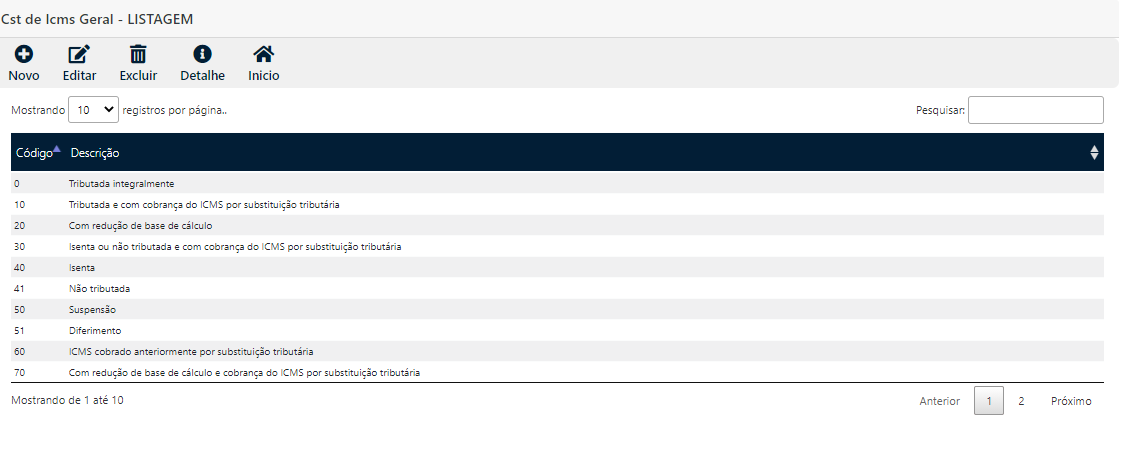 Cst de Icms Geral - LISTAGEM
Novo Editar Excluir Detalhe Inicio
Mostrando 10 registros por página.. Pesquisar:
Código Descrição
0 Tributada integralmente
10 Tributada e com cobrança do ICMS por substituição tributária
20 Com redução de base de cálculo
30 Isenta ou não tributada e com cobrança do ICMS por substituição tributária
40 Isenta
41 Não tributada
50 Suspensão
51 Diferimento
60 ICMS cobrado anteriormente por substituição tributária
70 Com redução de base de cálculo e cobrança do ICMS por substituição tributária
Mostrando de 1 até 10 Anterior 1 2 Próximo